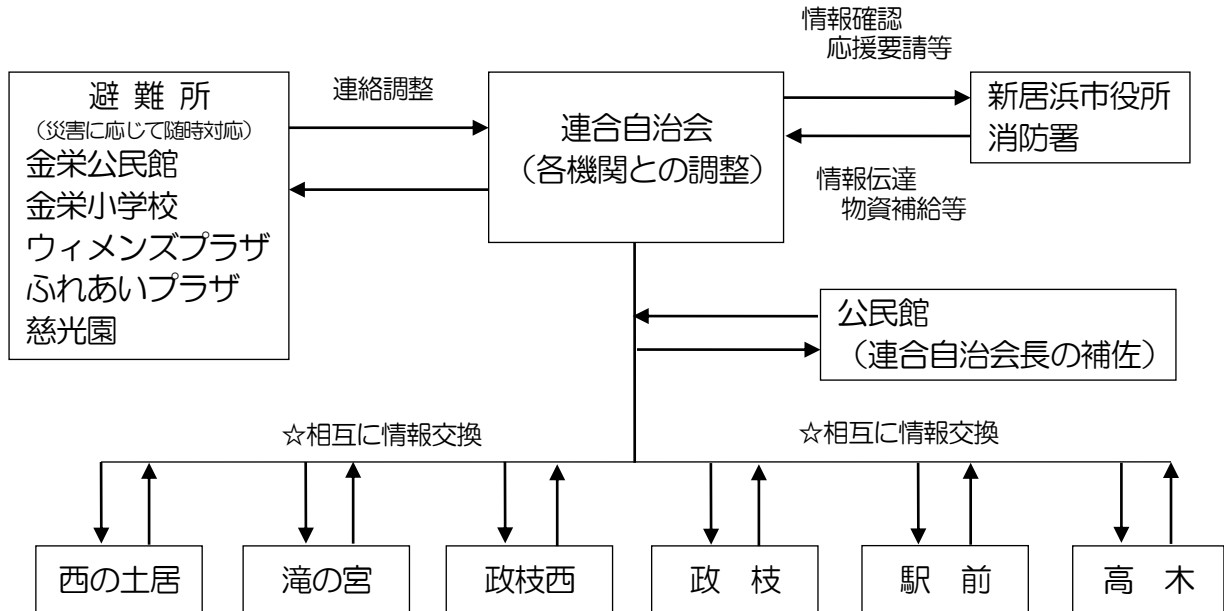 情報確認
応援要請等
避 難 所
(災害に応じて随時対応)
金栄公民館
金栄小学校
ウィメンズプラザ
ふれあいプラザ
慈光園
連絡調整
連合自治会
(各機関との調整)
新居浜市役所
消防署
情報伝達
物資補給等
公民館
(連合自治会長の補佐)
☆相互に情報交換
☆相互に情報交換
西の土居
滝の宮
政枝西
政 枝
駅 前
高 木